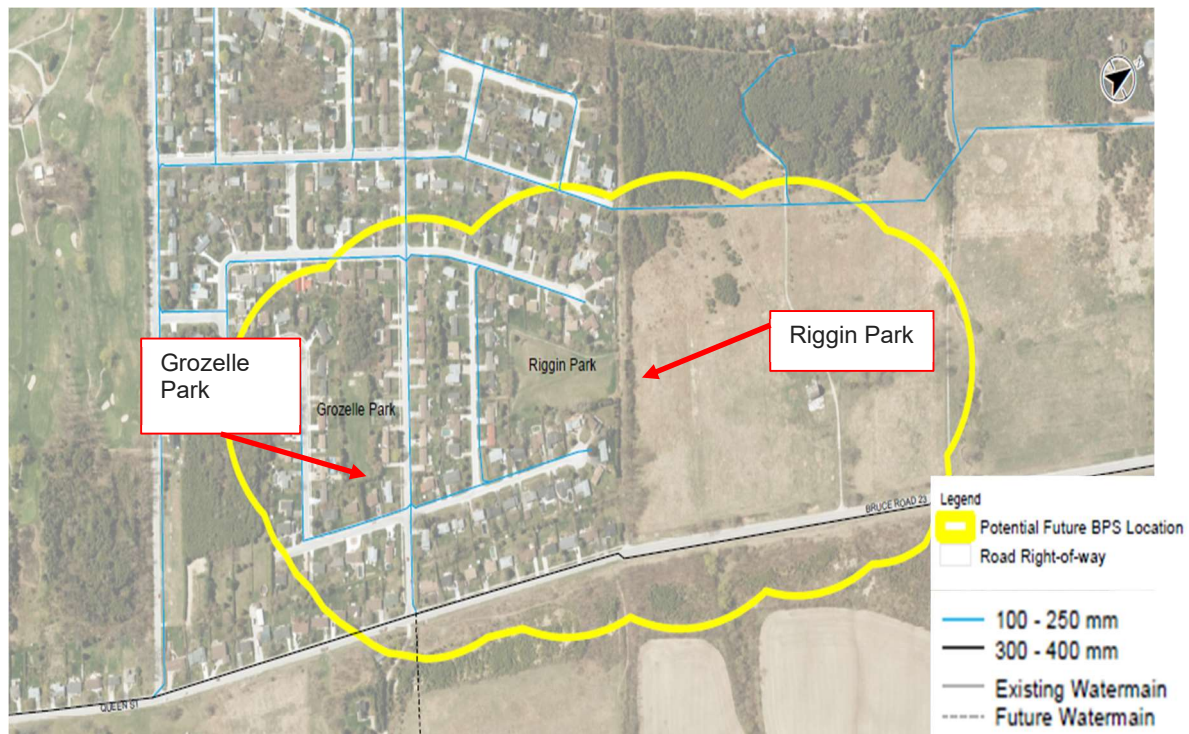 Grozelle
Park
Riggin Park
Riggin Park
Grozelle Park
BRUCE ROAD 23
QUEEN ST
Legend
Potential Future BPS Location
Road Right-of-way
100 - 250 mm
300 - 400 mm
Existing Watermain
Future Watermain